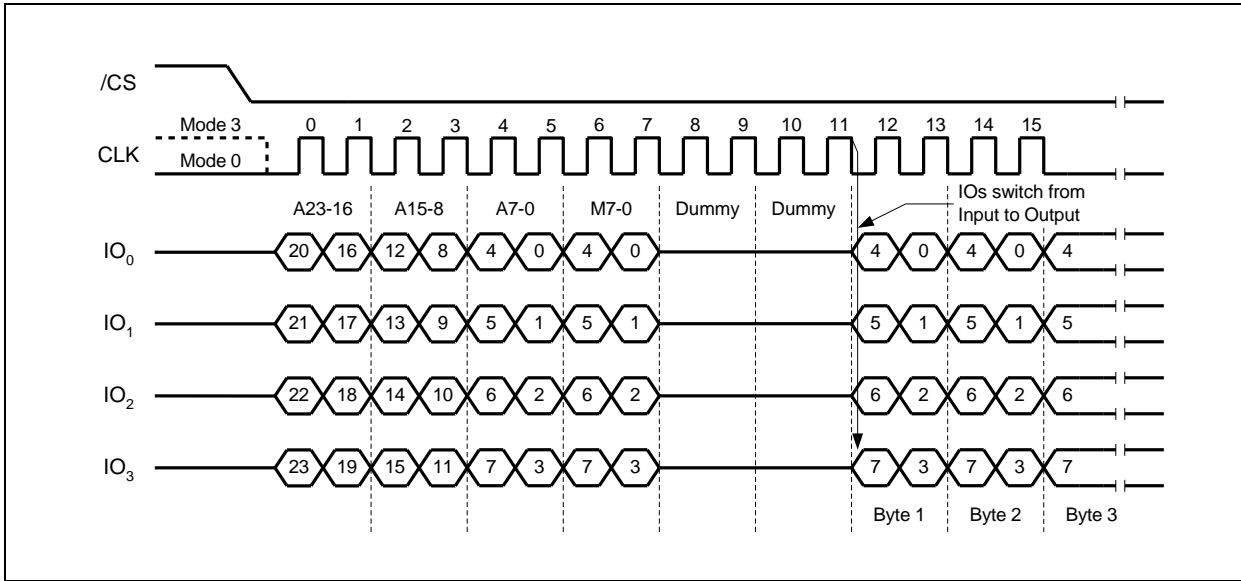 /CS
Mode 3 0 1 2 3 4 5 6 7 8 9 10 11 12 13 14 15
CLK
Mode 0
IOs switch from
Input to Output
A23-16 A15-8 A7-0 M7-0 Dummy Dummy
IO0 20 16 12 8 4 0 4 0 4 0 4 0 4
IO1 21 17 13 9 5 1 5 1 5 1 5 1 5
IO2 22 18 14 10 6 2 6 2 6 2 6 2 6
IO3 23 19 15 11 7 3 7 3 7 3 7 3 7
Byte 1 Byte 2 Byte 3